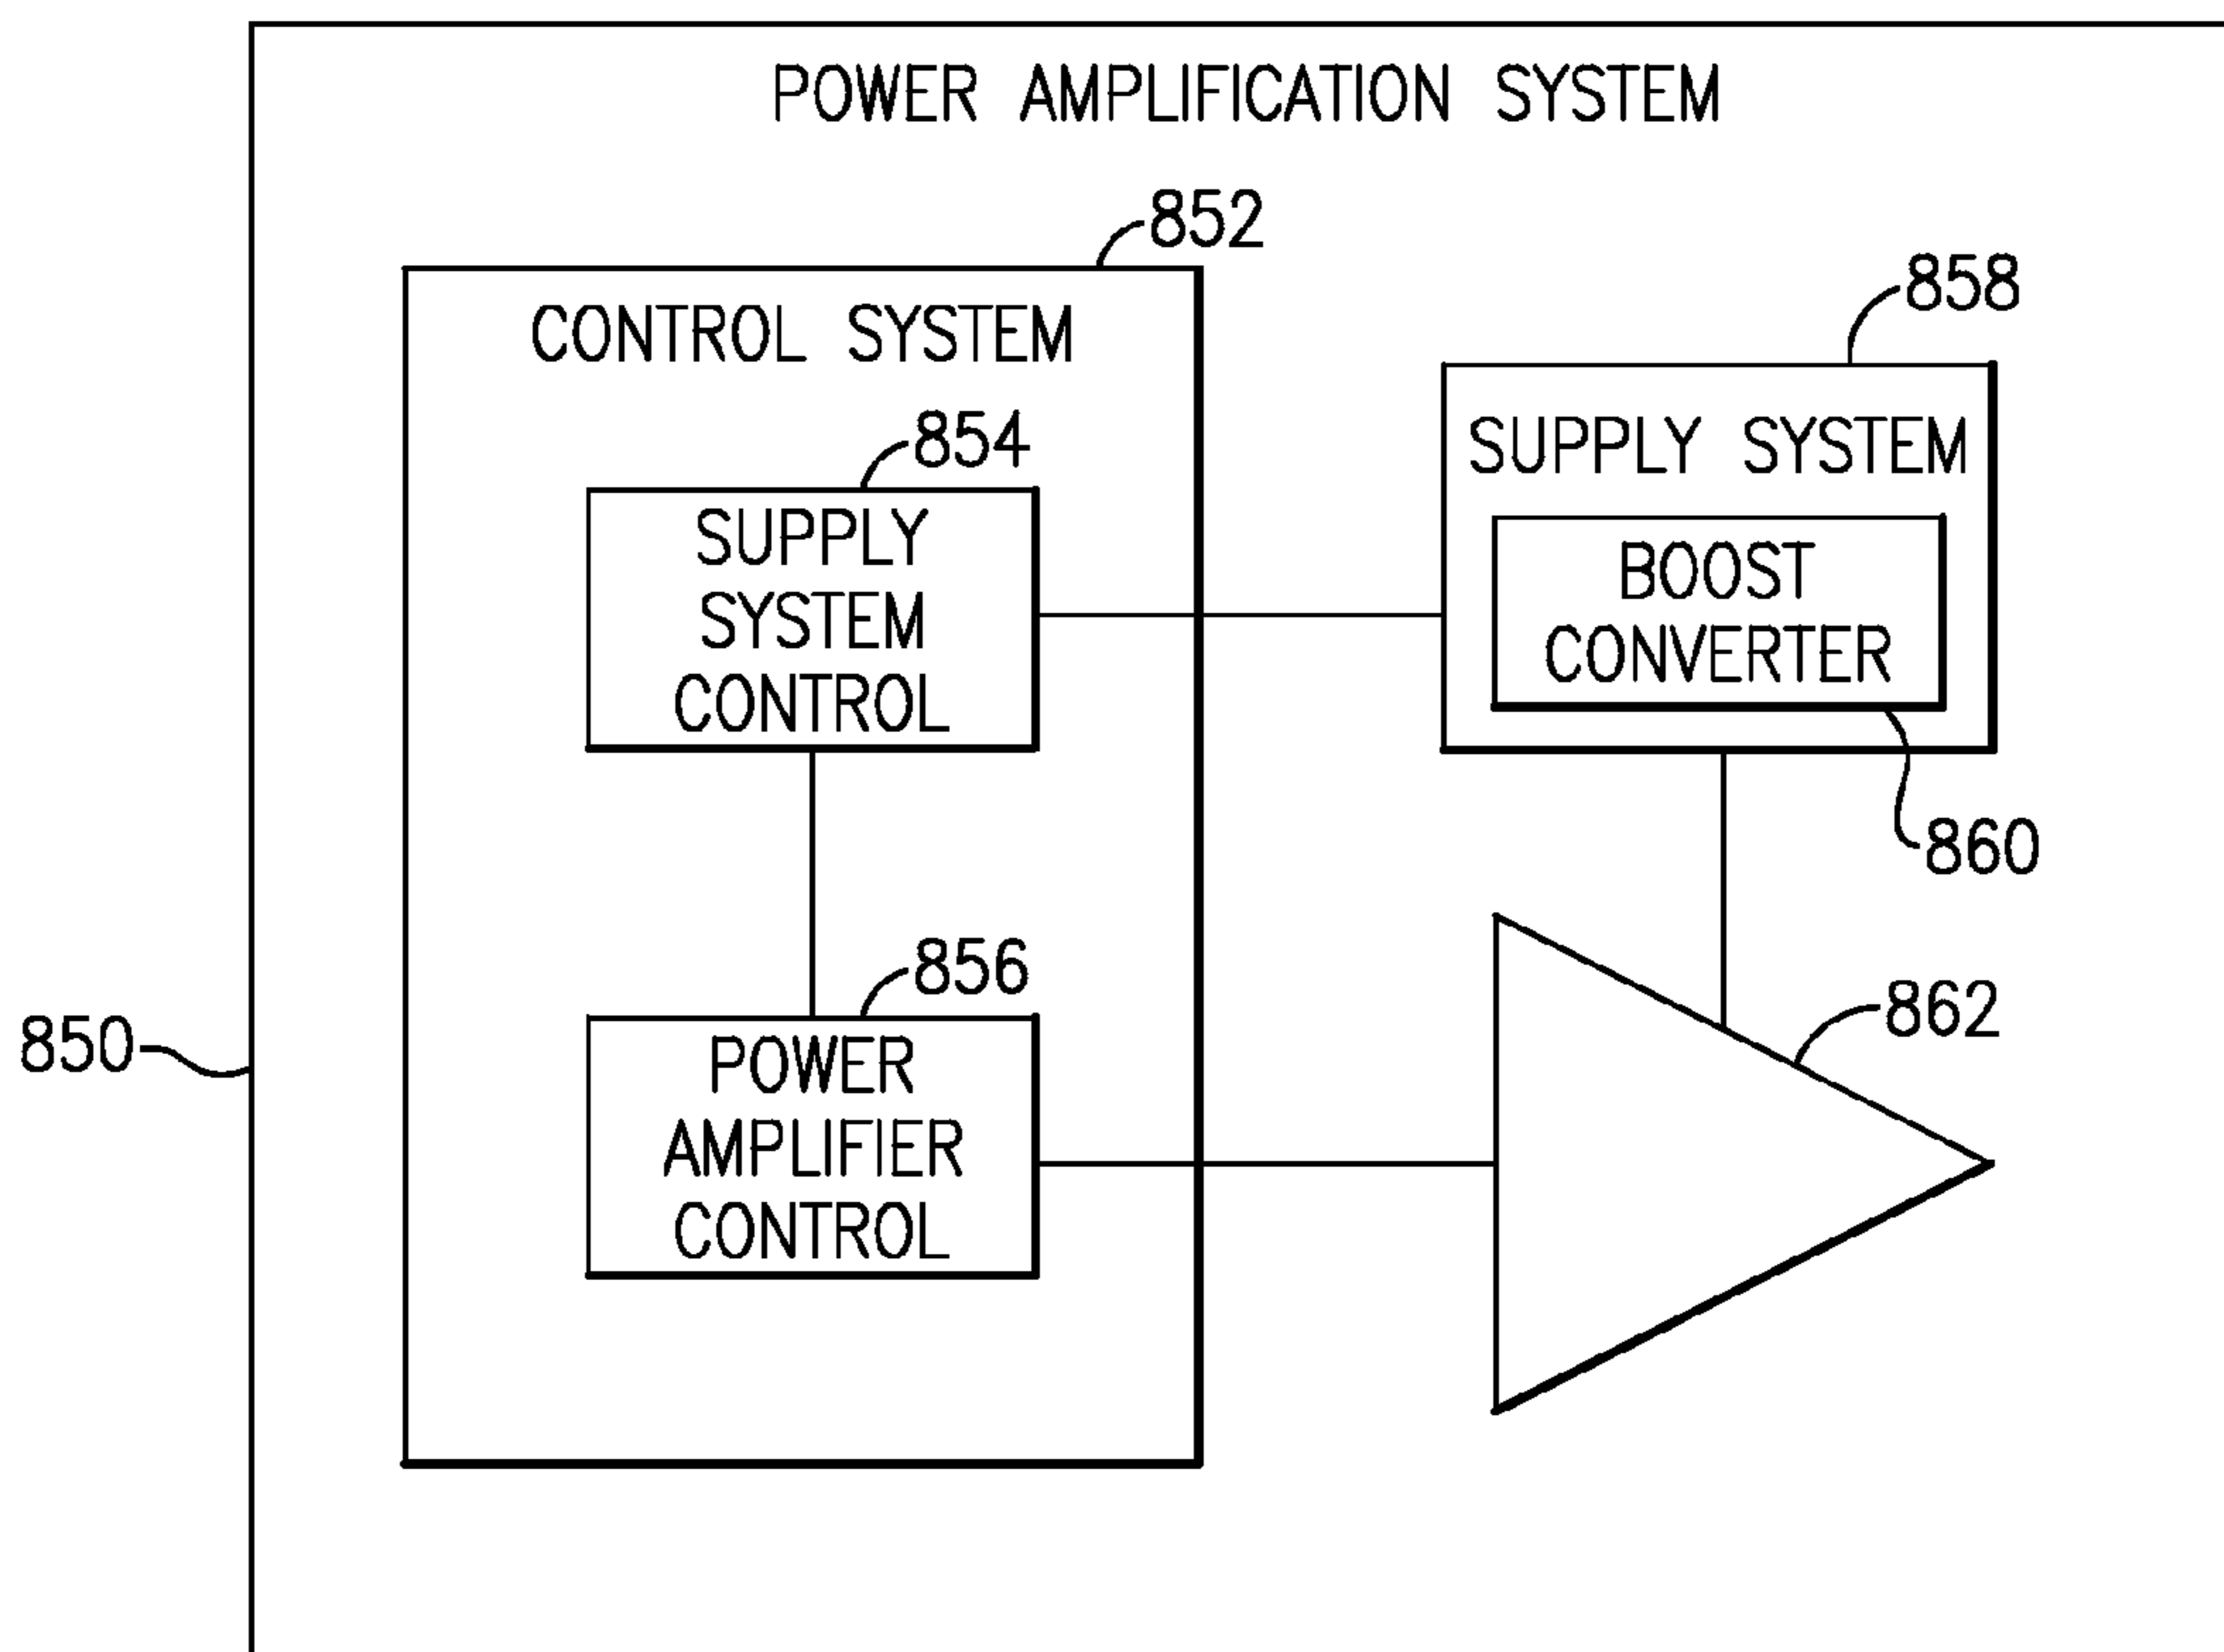 POWER AMPLIFICATION SYSTEM
852
CONTROL SYSTEM
858
854
SUPPLY SYSTEM
SUPPLY
SYSTEM
CONTROL
BOOST
CONVERTER
860
856
862
850
POWER
AMPLIFIER
CONTROL